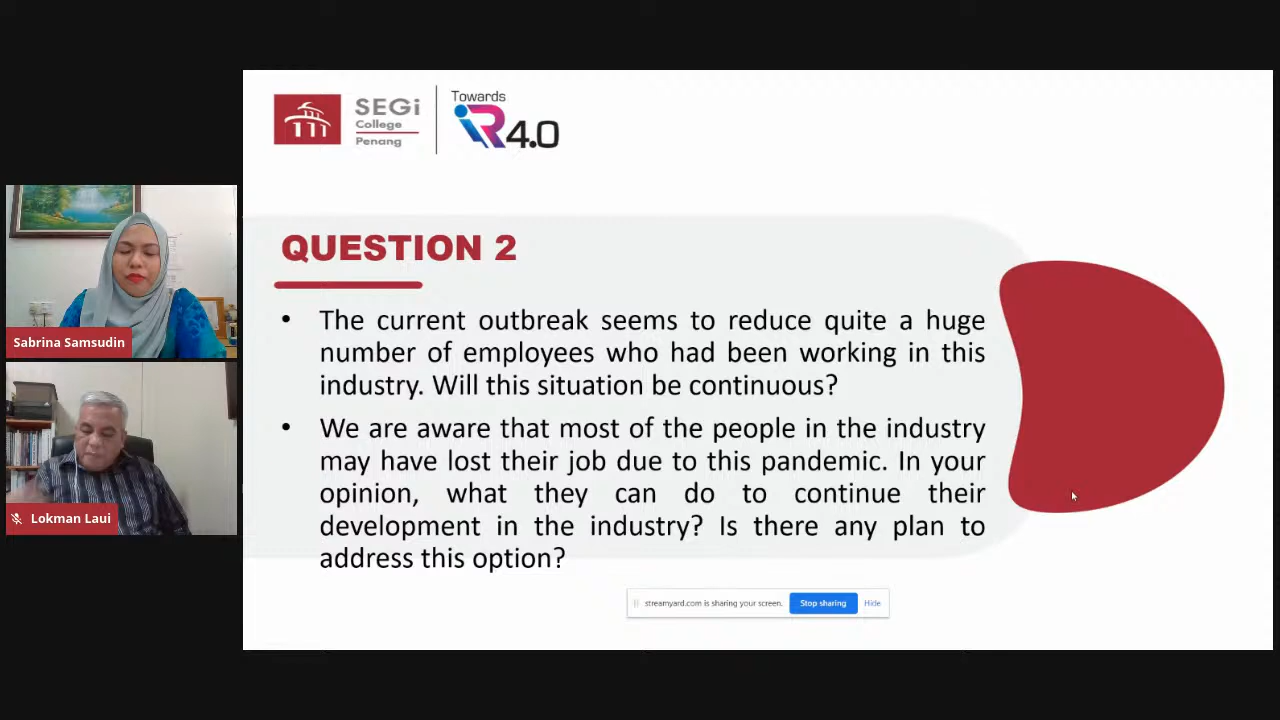 SEGi
College
Penang
Towards
iR4.0
QUESTION 2
• The current outbreak seems to reduce quite a huge
number of employees who had been working in this
industry. Will this situation be continuous?
• We are aware that most of the people in the industry
may have lost their job due to this pandemic. In your
opinion, what they can do to continue their
development in the industry? Is there any plan to
address this option?
Sabrina Samsudin
Lokman Laui
streamyard.com is sharing your screen.
Stop sharing
Hide